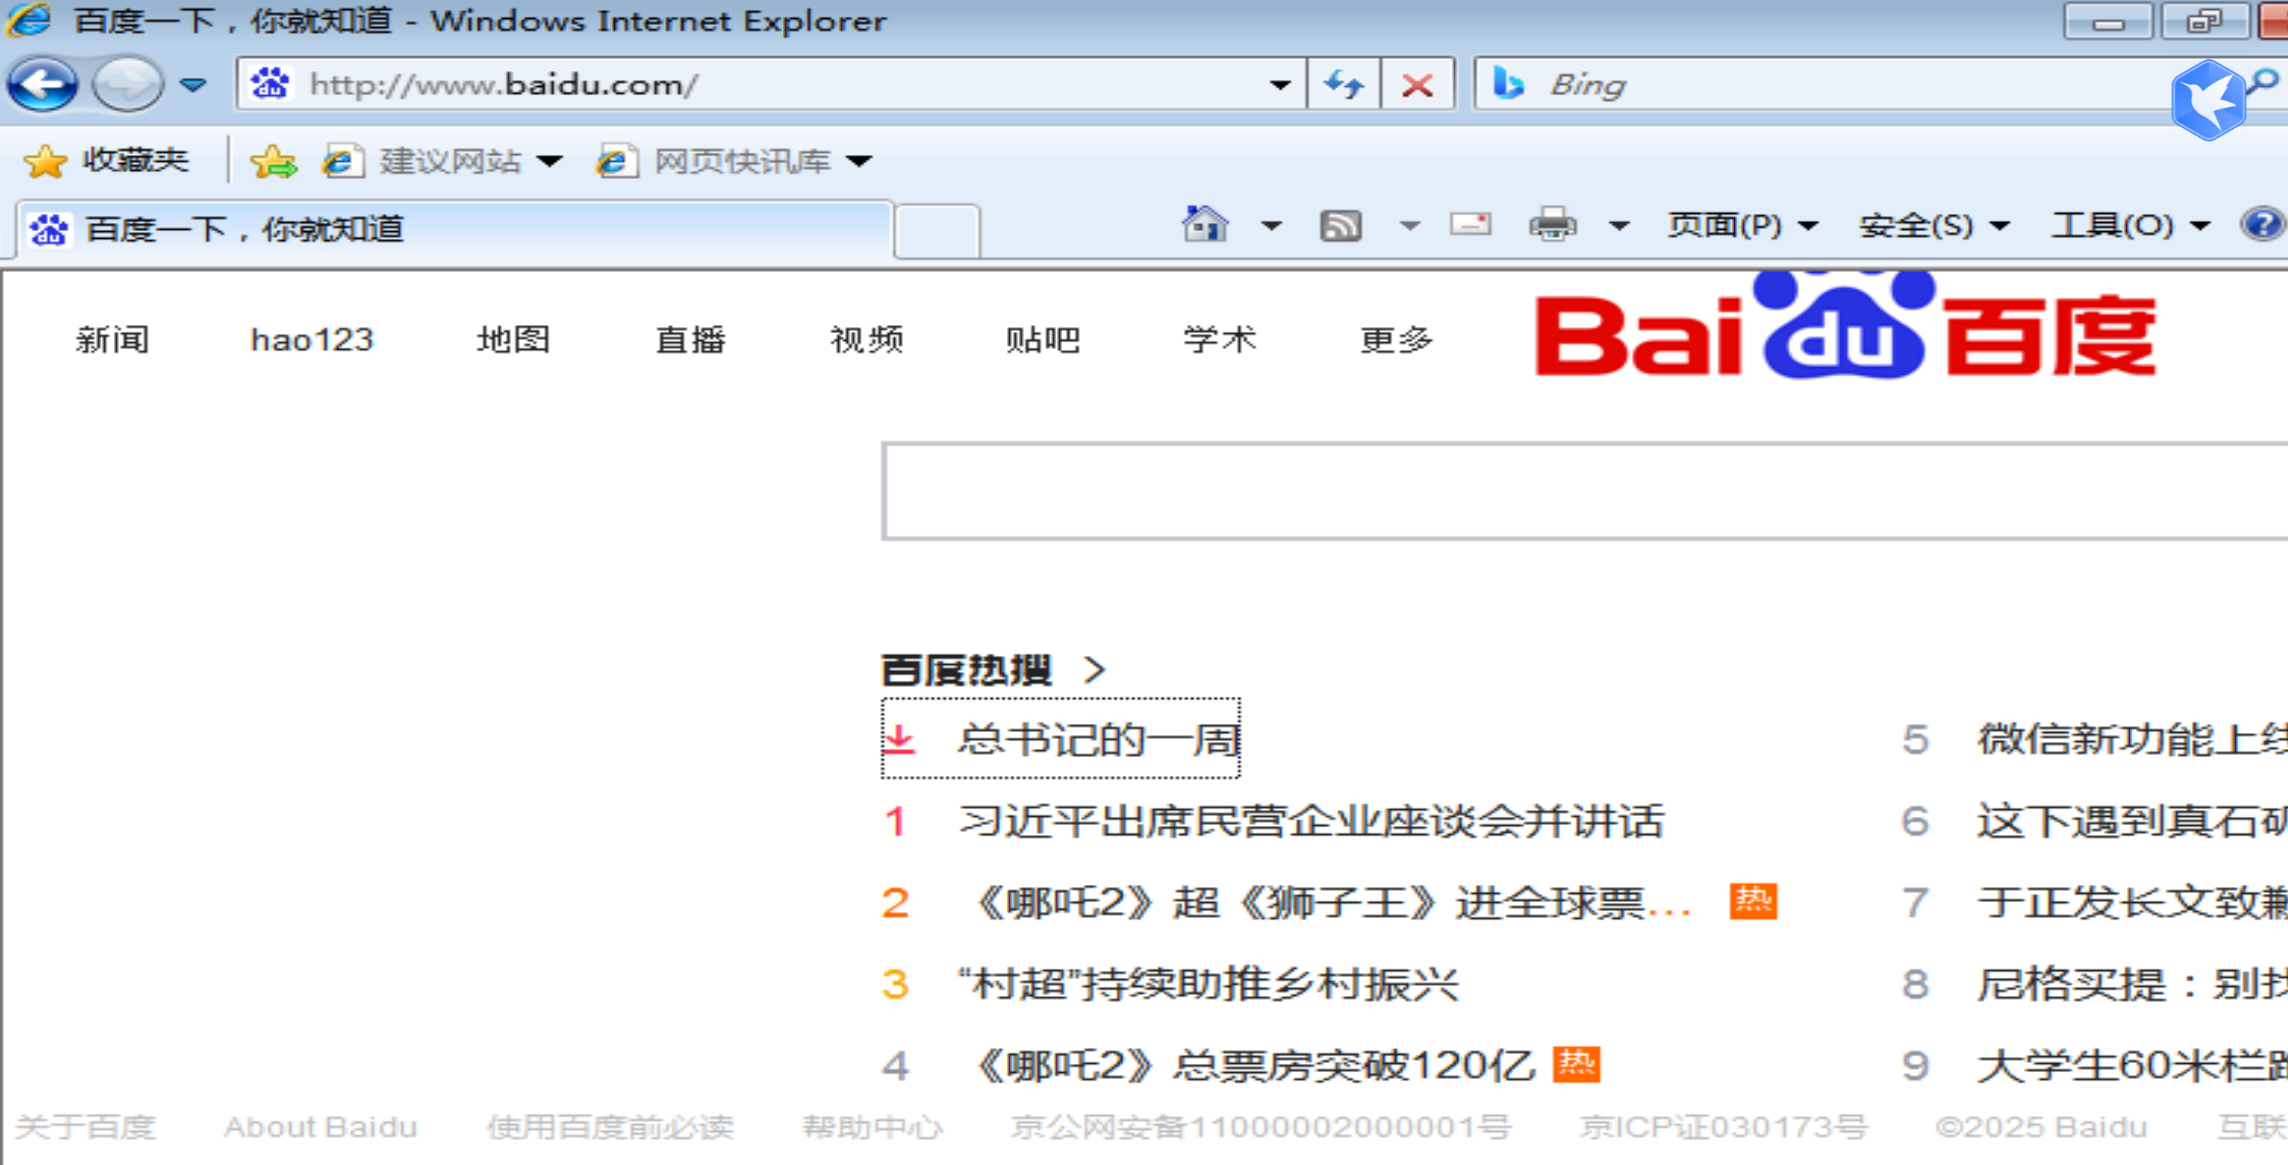 百度一下，你就知道 - Windows Internet Explorer
http://www.baidu.com/ Bing
收藏夹 建议网站 网页快讯库
百度一下，你就知道 页面(P) 安全(S) 工具(O)
新闻 hao123 地图 直播 视频 贴吧 学术 更多 Bai du 百度
百度热搜 >
总书记的一周 5 微信新功能上线
1 习近平出席民营企业座谈会并讲话 6 这下遇到真石矶
2 《哪吒2》超《狮子王》进全球票... 热 7 于正发长文致歉
3 “村超”持续助推乡村振兴 8 尼格买提：别找
4 《哪吒2》总票房突破120亿 热 9 大学生60米栏跑
关于百度 About Baidu 使用百度前必读 帮助中心 京公网安备11000002000001号 京ICP证030173号 ©2025 Baidu 互联